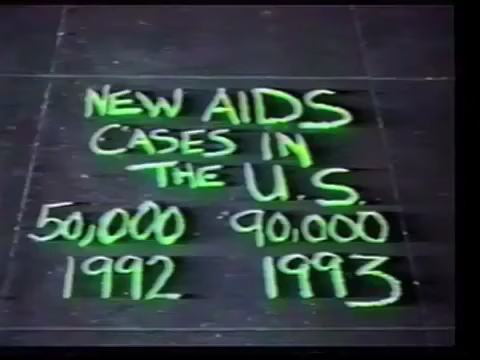 NEW AIDS
CASES IN
THE U.S.
50,000 90,000
1992 1993